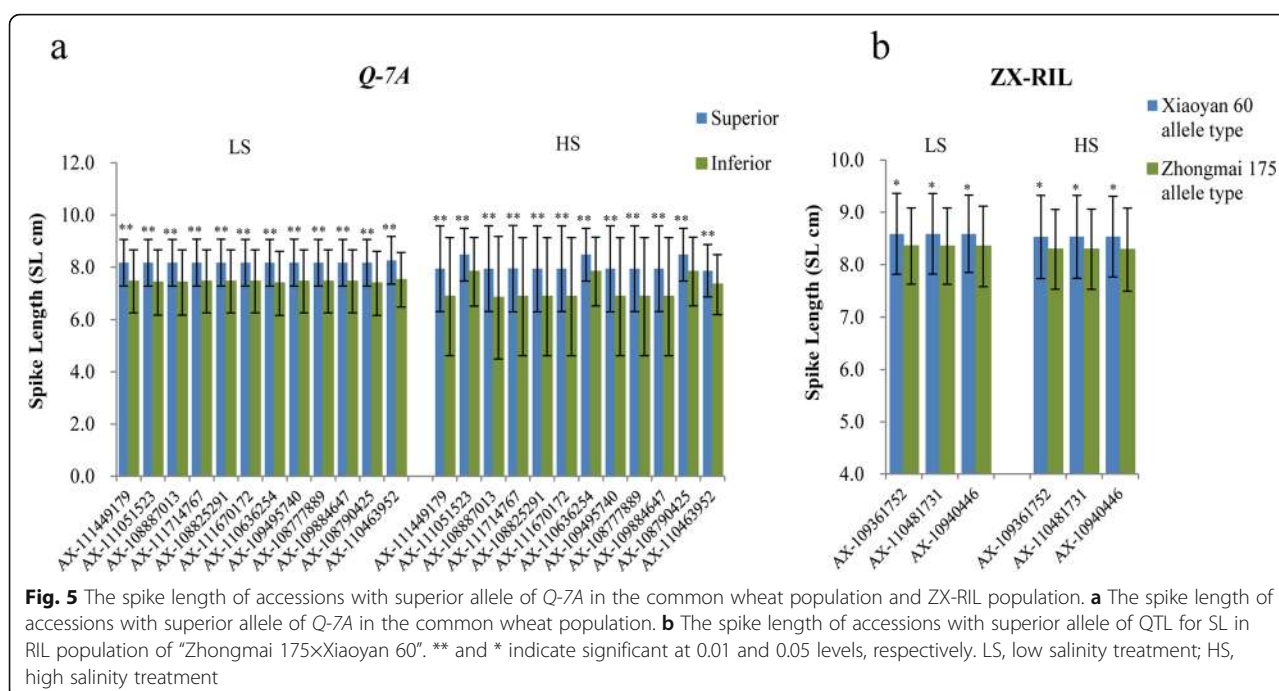 a
Q-7A
Superior
Inferior
LS
HS
12.0
10.0
8.0
6.0
4.0
2.0
0.0
Spike Length (SL cm)
** ** ** ** ** ** ** ** ** ** ** **
** ** ** ** ** ** ** ** ** ** ** **
AX-111449179
AX-111051523
AX-108887013
AX-111714767
AX-108825291
AX-111670172
AX-110636254
AX-109495740
AX-108777889
AX-109884647
AX-108790425
AX-110463952
AX-111449179
AX-111051523
AX-108887013
AX-111714767
AX-108825291
AX-111670172
AX-110636254
AX-109495740
AX-108777889
AX-109884647
AX-108790425
AX-110463952
b
ZX-RIL
Xiaoyan 60
allele type
Zhongmai 175
allele type
LS
HS
10.0
9.0
8.0
7.0
6.0
5.0
4.0
Spike Length (SL cm)
* * *
* * *
AX-109361752
AX-110481731
AX-10940446
AX-109361752
AX-110481731
AX-10940446
Fig. 5 The spike length of accessions with superior allele of Q-7A in the common wheat population and ZX-RIL population. a The spike length of
accessions with superior allele of Q-7A in the common wheat population. b The spike length of accessions with superior allele of QTL for SL in
RIL population of "Zhongmai 175×Xiaoyan 60". ** and * indicate significant at 0.01 and 0.05 levels, respectively. LS, low salinity treatment; HS,
high salinity treatment